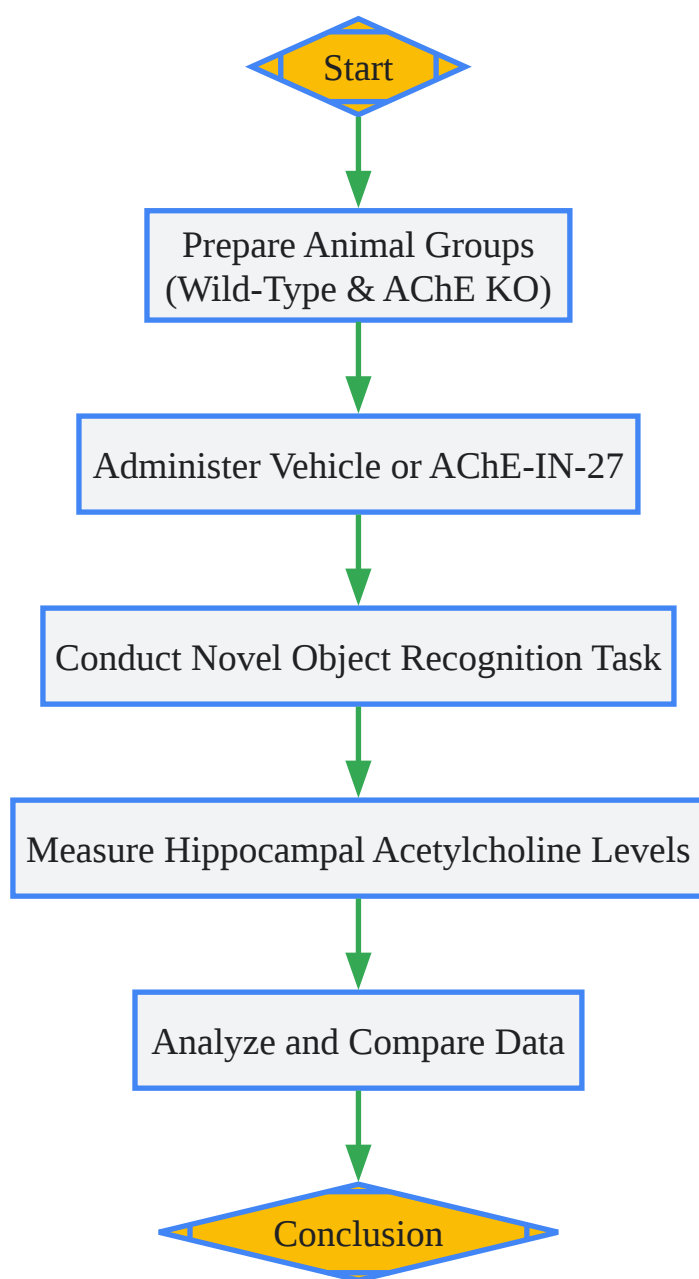 Start
Prepare Animal Groups
(Wild-Type & AChE KO)
Administer Vehicle or AChE-IN-27
Conduct Novel Object Recognition Task
Measure Hippocampal Acetylcholine Levels
Analyze and Compare Data
Conclusion